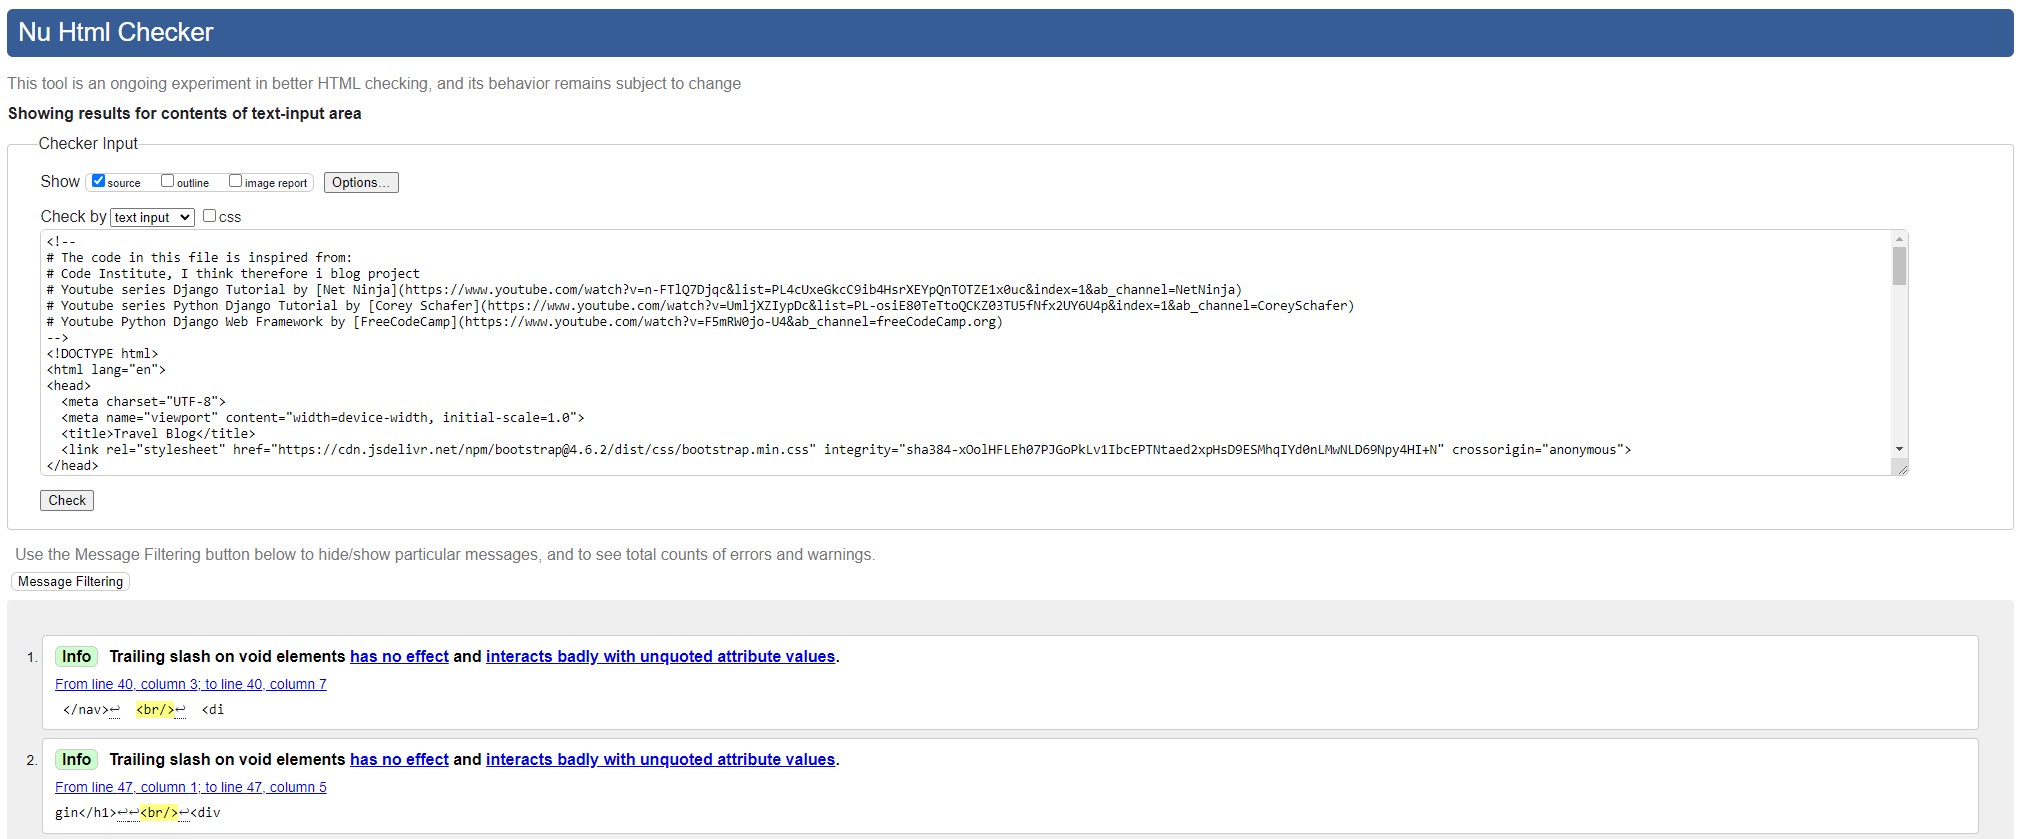 Nu Html Checker
This tool is an ongoing experiment in better HTML checking, and its behavior remains subject to change
Showing results for contents of text-input area
Checker Input
Show source outline image report Options...
Check by text input css
<!--
# The code in this file is inspired from:
# Code Institute, I think therefore i blog project
# Youtube series Django Tutorial by [Net Ninja](https://www.youtube.com/watch?v=n-FTlQ7Djqc&list=PL4cUxeGkcC9ib4HsrXEYpQnTOTZE1x0uc&index=1&ab_channel=NetNinja)
# Youtube series Python Django Tutorial by [Corey Schafer](https://www.youtube.com/watch?v=UmljXZIypDc&list=PL-osiE80TeTtoQCKZ03TU5fNfx2UY6U4p&index=1&ab_channel=CoreySchafer)
# Youtube Python Django Web Framework by [FreeCodeCamp](https://www.youtube.com/watch?v=F5mRW0jo-U4&ab_channel=freeCodeCamp.org)
-->
<!DOCTYPE html>
<html lang="en">
<head>
  <meta charset="UTF-8">
  <meta name="viewport" content="width=device-width, initial-scale=1.0">
  <title>Travel Blog</title>
  <link rel="stylesheet" href="https://cdn.jsdelivr.net/npm/bootstrap@4.6.2/dist/css/bootstrap.min.css" integrity="sha384-xOolHFLEh07PJGoPkLv1IbcEPTNtaed2xpHsD9ESMhqIYd0nLMwNLD69Npy4HI+N" crossorigin="anonymous">
</head>
Check
Use the Message Filtering button below to hide/show particular messages, and to see total counts of errors and warnings.
Message Filtering
1. Info Trailing slash on void elements has no effect and interacts badly with unquoted attribute values.
From line 40, column 3; to line 40, column 7
</nav>↩  <br/>↩  <di
2. Info Trailing slash on void elements has no effect and interacts badly with unquoted attribute values.
From line 47, column 1; to line 47, column 5
gin</h1>↩↩<br/>↩<div